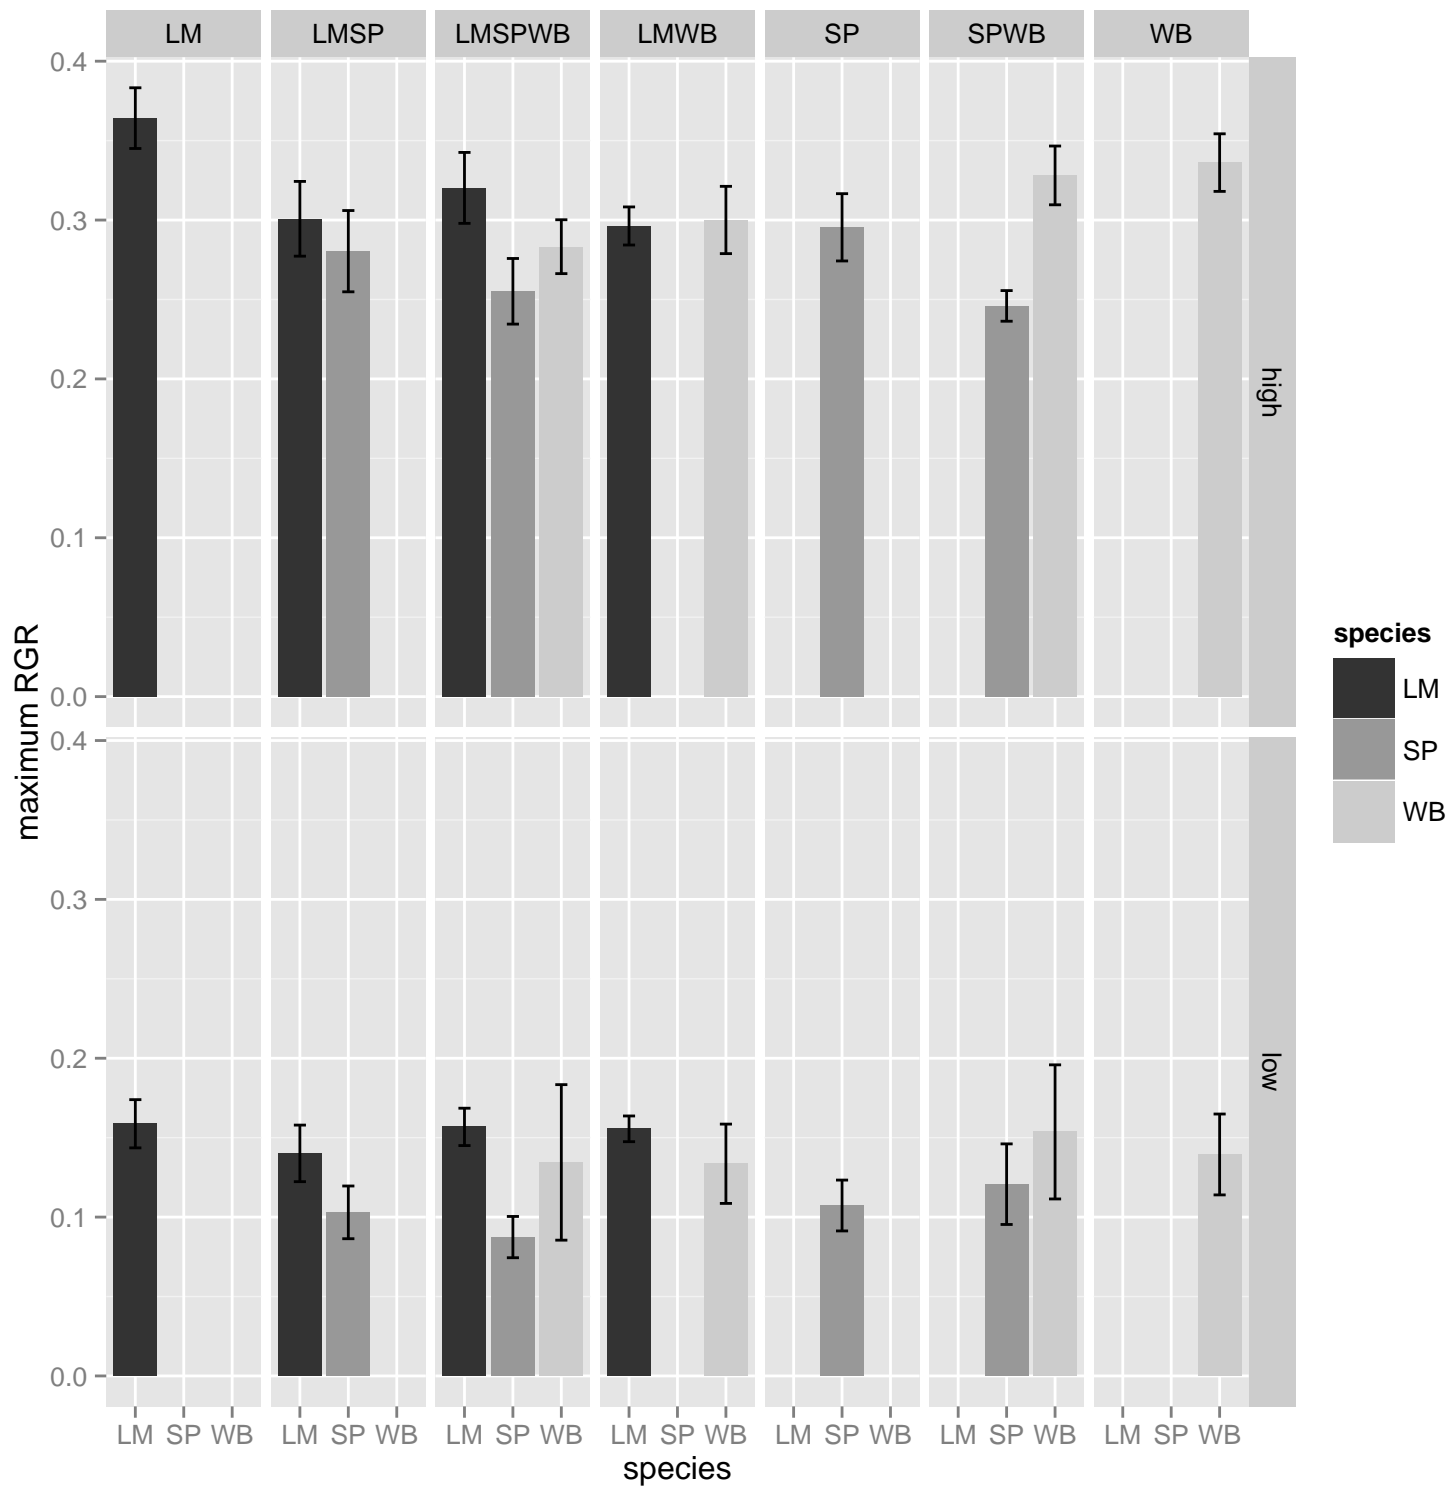 LM LMSP LMSPWB LMWB SP SPWB WB
0.4
0.3
0.2
0.1
0.0
high
maximum RGR
0.4
0.3
0.2
0.1
0.0
low
LM SP WB LM SP WB LM SP WB LM SP WB LM SP WB LM SP WB LM SP WB
species
species
LM
SP
WB